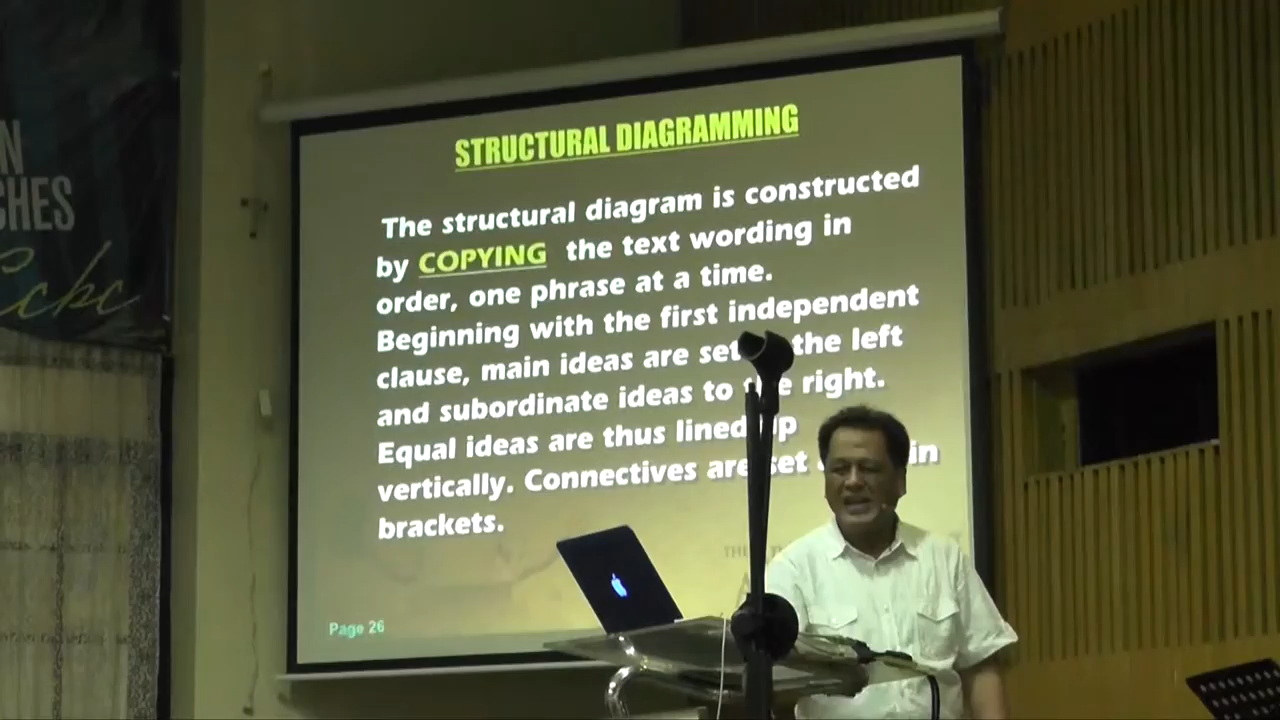 N
CHES
ccbc
STRUCTURAL DIAGRAMMING
The structural diagram is constructed
by COPYING the text wording in
order, one phrase at a time.
Beginning with the first independent
clause, main ideas are set the left
and subordinate ideas to the right.
Equal ideas are thus lined up
vertically. Connectives are set in
brackets.
Page 26